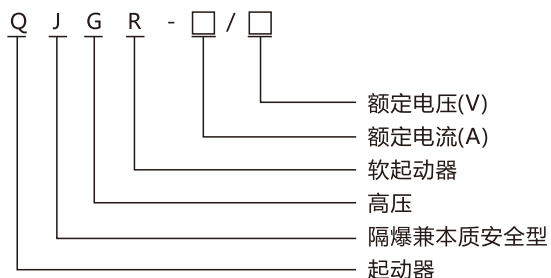 QJGR-□/□
额定电压(V)
额定电流(A)
软起动器
高压
隔爆兼本质安全型
起动器